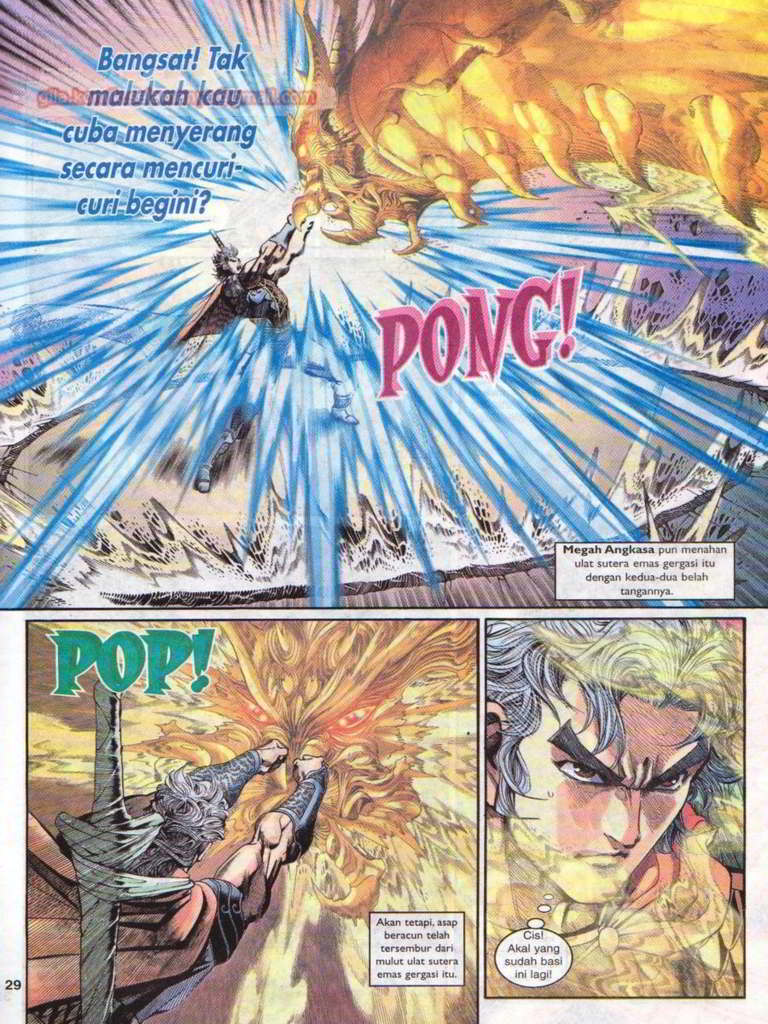 Bangsat! Tak
malukah kau
cuba menyerang
secara mencuri-
curi begini?
PONG!
Megah Angkasa pun menahan
ulat sutera emas gergasi itu
dengan kedua-dua belah
tangannya.
POP!
Akan tetapi, asap
beracun telah
tersembur dari
mulut ulat sutera
emas gergasi itu.
Cis!
Akal yang
sudah basi
ini lagi!
29